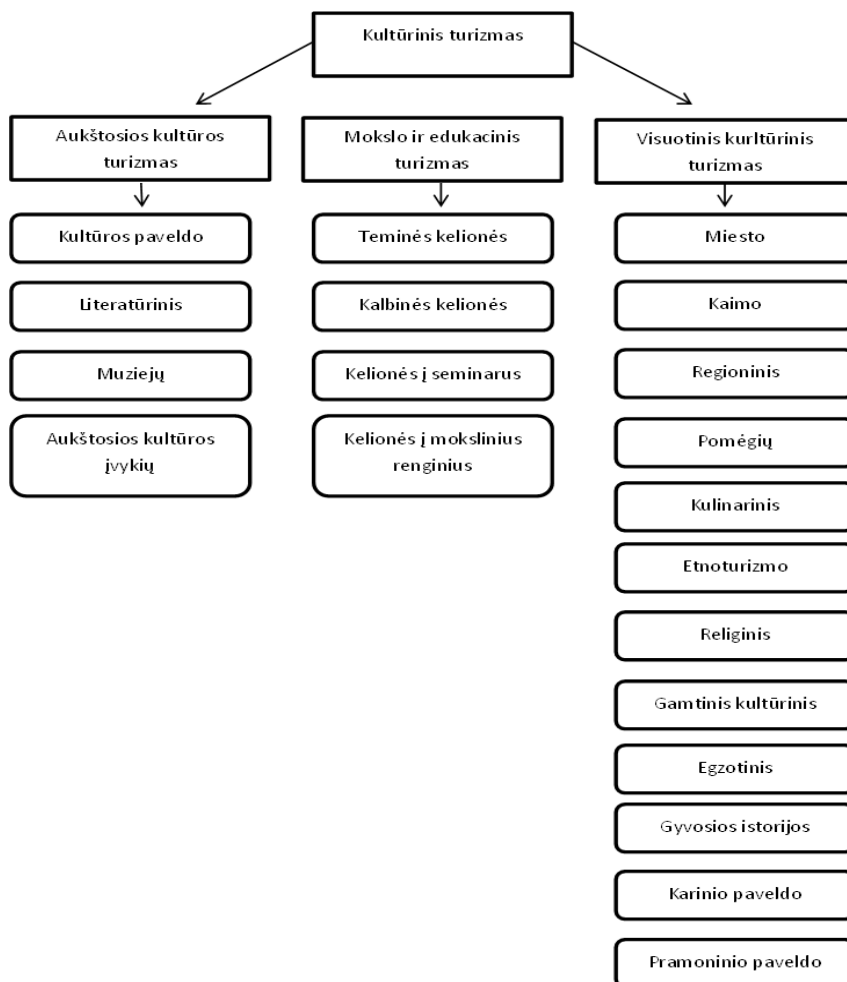 Kultūrinis turizmas
Aukštosios kultūros
turizmas
Kultūros paveldo
Literatūrinis
Muziejų
Aukštosios kultūros
įvykių
Mokslo ir edukacinis
turizmas
Teminės kelionės
Kalbinės kelionės
Kelionės į seminarus
Kelionės į mokslinius
renginius
Visuotinis kurltūrinis
turizmas
Miesto
Kaimo
Regioninis
Pomėgių
Kulinarinis
Etnoturizmo
Religinis
Gamtinis kultūrinis
Egzotinis
Gyvosios istorijos
Karinio paveldo
Pramoninio paveldo